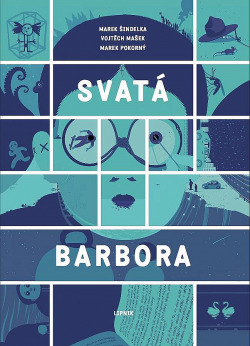 MAREK ŠINDELKA
VOJTĚCH MAŠEK
MAREK POKORNÝ
SVATÁ
BARBORA
LIPNIK